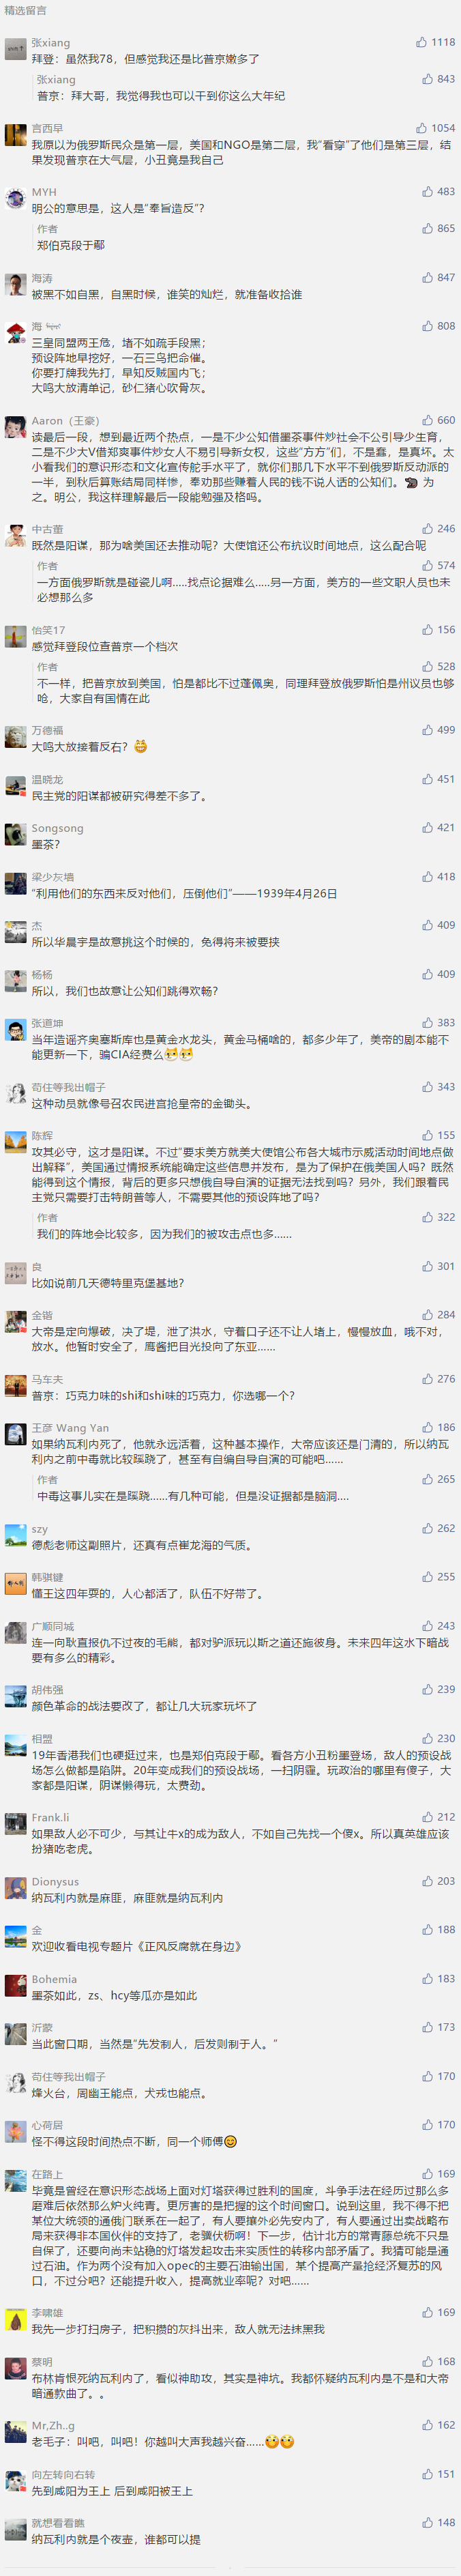 精选留言
张xiang 1118
拜登：虽然我78，但感觉我还是比普京嫩多了
张xiang 843
普京：拜大哥，我觉得我也可以干到你这么大年纪
言西早 1054
我原以为俄罗斯民众是第一层，美国和NGO是第二层，我“看穿”了他们是第三层，结
果发现普京在大气层，小丑竟是我自己
MYH 483
明公的意思是，这人是“奉旨造反”？
作者 865
郑伯克段于鄢
海涛 847
被黑不如自黑，自黑时候，谁笑的灿烂，就准备收拾谁
海 808
三皇同盟两王危，堵不如疏手段黑；
预设阵地早挖好，一石三鸟把命催。
你要打牌我先打，早知反贼国内飞；
大鸣大放清单记，砂仁猪心吹骨灰。
Aaron（王豪） 660
读最后一段，想到最近两个热点，一是不少公知借墨茶事件炒社会不公引导少生育，
二是不少大V借郑爽事件炒女人不易引导新女权，这些“方方”们，不是蠢，是真坏。太
小看我们的意识形态和文化宣传舵手水平了，就你们那几下水平不到俄罗斯反动派的
一半，到秋后算账结局同样惨，奉劝那些赚着人民的钱不说人话的公知们。 为
之。明公，我这样理解最后一段能勉强及格吗。
中古董 246
既然是阳谋，那为啥美国还去推动呢？大使馆还公布抗议时间地点，这么配合呢
作者 574
一方面俄罗斯就是碰瓷儿啊.....找点论据难么.....另一方面，美方的一些文职人员也未
必想那么多
怡笑17 156
感觉拜登段位查普京一个档次
作者 528
不一样，把普京放到美国，怕是都比不过蓬佩奥，同理拜登放俄罗斯怕是州议员也够
呛，大家自有国情在此
万德福 499
大鸣大放接着反右？
温晓龙 451
民主党的阳谋都被研究得差不多了。
Songsong 421
墨茶？
梁少灰墙 418
“利用他们的东西来反对他们，压倒他们”——1939年4月26日
杰 409
所以华晨宇是故意挑这个时候的，免得将来被要挟
杨杨 409
所以，我们也故意让公知们跳得欢畅？
张道坤 383
当年造谣齐奥塞斯库也是黄金水龙头，黄金马桶啥的，都多少年了，美帝的剧本能不
能更新一下，骗CIA经费么
苟住等我出帽子 343
这种动员就像号召农民进宫抢皇帝的金锄头。
陈辉 155
攻其必守，这才是阳谋。不过“要求美方就美大使馆公布各大城市示威活动时间地点做
出解释”，美国通过情报系统能确定这些信息并发布，是为了保护在俄美国人吗？既然
能得到这个情报，背后的更多只想俄自导自演的证据无法找到吗？另外，我们跟着民
主党只需要打击特朗普等人，不需要其他的预设阵地了吗？
作者 322
我们的阵地会比较多，因为我们的被攻击点也多......
良 301
比如说前几天德特里克堡基地？
金锴 284
大帝是定向爆破，决了堤，泄了洪水，守着口子还不让人堵上，慢慢放血，哦不对，
放水。他暂时安全了，鹰酱把目光投向了东亚......
马车夫 276
普京：巧克力味的shi和shi味的巧克力，你选哪一个？
王彦 Wang Yan 186
如果纳瓦利内死了，他就永远活着，这种基本操作，大帝应该还是门清的，所以纳瓦
利内之前中毒就比较蹊跷了，甚至有自编自导自演的可能吧......
作者 265
中毒这事儿实在是蹊跷......有几种可能，但是没证据都是脑洞....
szy 262
德彪老师这副照片，还真有点崔龙海的气质。
韩骐键 255
懂王这四年耍的，人心都活了，队伍不好带了。
广顺同城 243
连一向耿直报仇不过夜的毛熊，都对驴派玩以斯之道还施彼身。未来四年这水下暗战
要有多么的精彩。
胡伟强 239
颜色革命的战法要改了，都让几大玩家玩坏了
相盟 230
19年香港我们也硬挺过来，也是郑伯克段于鄢。看各方小丑粉墨登场，敌人的预设战
场怎么做都是陷阱。20年变成我们的预设战场，一扫阴霾。玩政治的哪里有傻子，大
家都是阳谋，阴谋懒得玩，太费劲。
Frank.li 212
如果敌人必不可少，与其让牛x的成为敌人，不如自己先找一个傻x。所以真英雄应该
扮猪吃老虎。
Dionysus 203
纳瓦利内就是麻匪，麻匪就是纳瓦利内
金 188
欢迎收看电视专题片《正风反腐就在身边》
Bohemia 183
墨茶如此，zs、hcy等瓜亦是如此
沂蒙 173
当此窗口期，当然是“先发制人，后发则制于人。”
苟住等我出帽子 170
烽火台，周幽王能点，犬戎也能点。
心荷居 170
怪不得这段时间热点不断，同一个师傅
在路上 169
毕竟是曾经在意识形态战场上面对灯塔获得过胜利的国度，斗争手法在经历过那么多
磨难后依然那么炉火纯青。更厉害的是把握的这个时间窗口。说到这里，我不得不把
某位大统领的通俄门联系在一起了，有人要攘外必先安内了，有人要通过出卖战略布
局来获得非本国伙伴的支持了，老骥伏枥啊！下一步，估计北方的常青藤总统不只是
自保了，还要向尚未站稳的灯塔发起攻击来实质性的转移内部矛盾了。我猜可能是通
过石油。作为两个没有加入opec的主要石油输出国，某个提高产量抢经济复苏的风
口，不过分吧？还能提升收入，提高就业率呢？对吧......
李啸雄 169
我先一步打扫房子，把积攒的灰抖出来，敌人就无法抹黑我
蔡明 168
布林肯恨死纳瓦利内了，看似神助攻，其实是神坑。我都怀疑纳瓦利内是不是和大帝
暗通款曲了。。
Mr,Zh..g 162
老毛子：叫吧，叫吧！你越叫大声我越兴奋......
向左转向右转 151
先到咸阳为王上 后到咸阳被王上
就想看看瞧 148
纳瓦利内就是个夜壶，谁都可以提